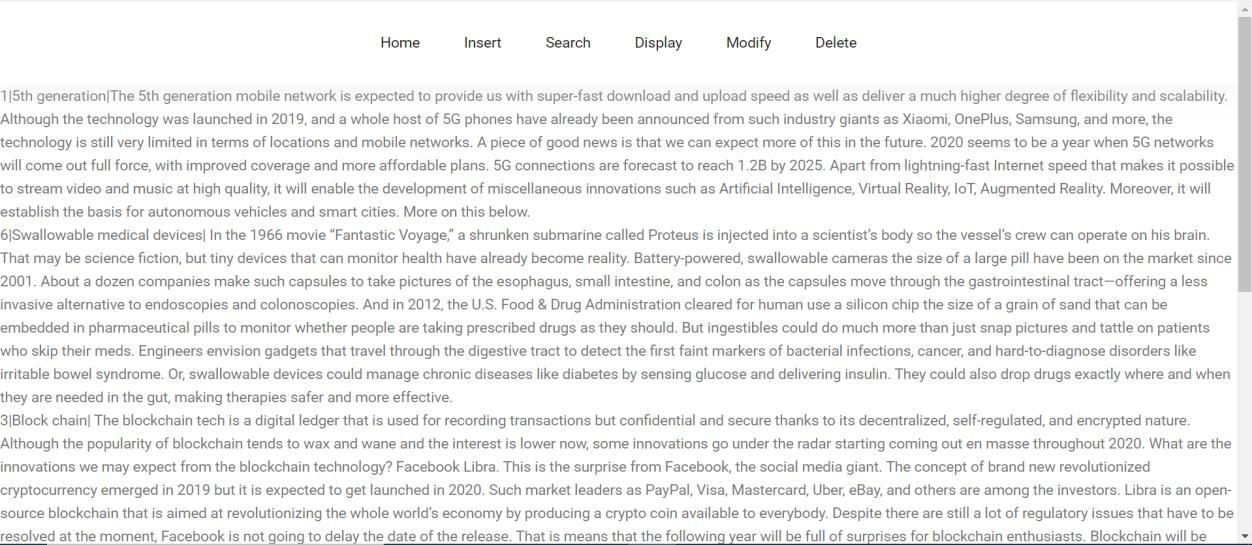 Home Insert Search Display Modify Delete
1|5th generation|The 5th generation mobile network is expected to provide us with super-fast download and upload speed as well as deliver a much higher degree of flexibility and scalability.
Although the technology was launched in 2019, and a whole host of 5G phones have already been announced from such industry giants as Xiaomi, OnePlus, Samsung, and more, the
technology is still very limited in terms of locations and mobile networks. A piece of good news is that we can expect more of this in the future. 2020 seems to be a year when 5G networks
will come out full force, with improved coverage and more affordable plans. 5G connections are forecast to reach 1.2B by 2025. Apart from lightning-fast Internet speed that makes it possible
to stream video and music at high quality, it will enable the development of miscellaneous innovations such as Artificial Intelligence, Virtual Reality, IoT, Augmented Reality. Moreover, it will
establish the basis for autonomous vehicles and smart cities. More on this below.
6|Swallowable medical devices| In the 1966 movie “Fantastic Voyage,” a shrunken submarine called Proteus is injected into a scientist’s body so the vessel’s crew can operate on his brain.
That may be science fiction, but tiny devices that can monitor health have already become reality. Battery-powered, swallowable cameras the size of a large pill have been on the market since
2001. About a dozen companies make such capsules to take pictures of the esophagus, small intestine, and colon as the capsules move through the gastrointestinal tract—offering a less
invasive alternative to endoscopies and colonoscopies. And in 2012, the U.S. Food & Drug Administration cleared for human use a silicon chip the size of a grain of sand that can be
embedded in pharmaceutical pills to monitor whether people are taking prescribed drugs as they should. But ingestibles could do much more than just snap pictures and tattle on patients
who skip their meds. Engineers envision gadgets that travel through the digestive tract to detect the first faint markers of bacterial infections, cancer, and hard-to-diagnose disorders like
irritable bowel syndrome. Or, swallowable devices could manage chronic diseases like diabetes by sensing glucose and delivering insulin. They could also drop drugs exactly where and when
they are needed in the gut, making therapies safer and more effective.
3|Block chain| The blockchain tech is a digital ledger that is used for recording transactions but confidential and secure thanks to its decentralized, self-regulated, and encrypted nature.
Although the popularity of blockchain tends to wax and wane and the interest is lower now, some innovations go under the radar starting coming out en masse throughout 2020. What are the
innovations we may expect from the blockchain technology? Facebook Libra. This is the surprise from Facebook, the social media giant. The concept of brand new revolutionized
cryptocurrency emerged in 2019 but it is expected to get launched in 2020. Such market leaders as PayPal, Visa, Mastercard, Uber, eBay, and others are among the investors. Libra is an open-
source blockchain that is aimed at revolutionizing the whole world’s economy by producing a crypto coin available to everybody. Despite there are still a lot of regulatory issues that have to be
resolved at the moment, Facebook is not going to delay the date of the release. That is means that the following year will be full of surprises for blockchain enthusiasts. Blockchain will be